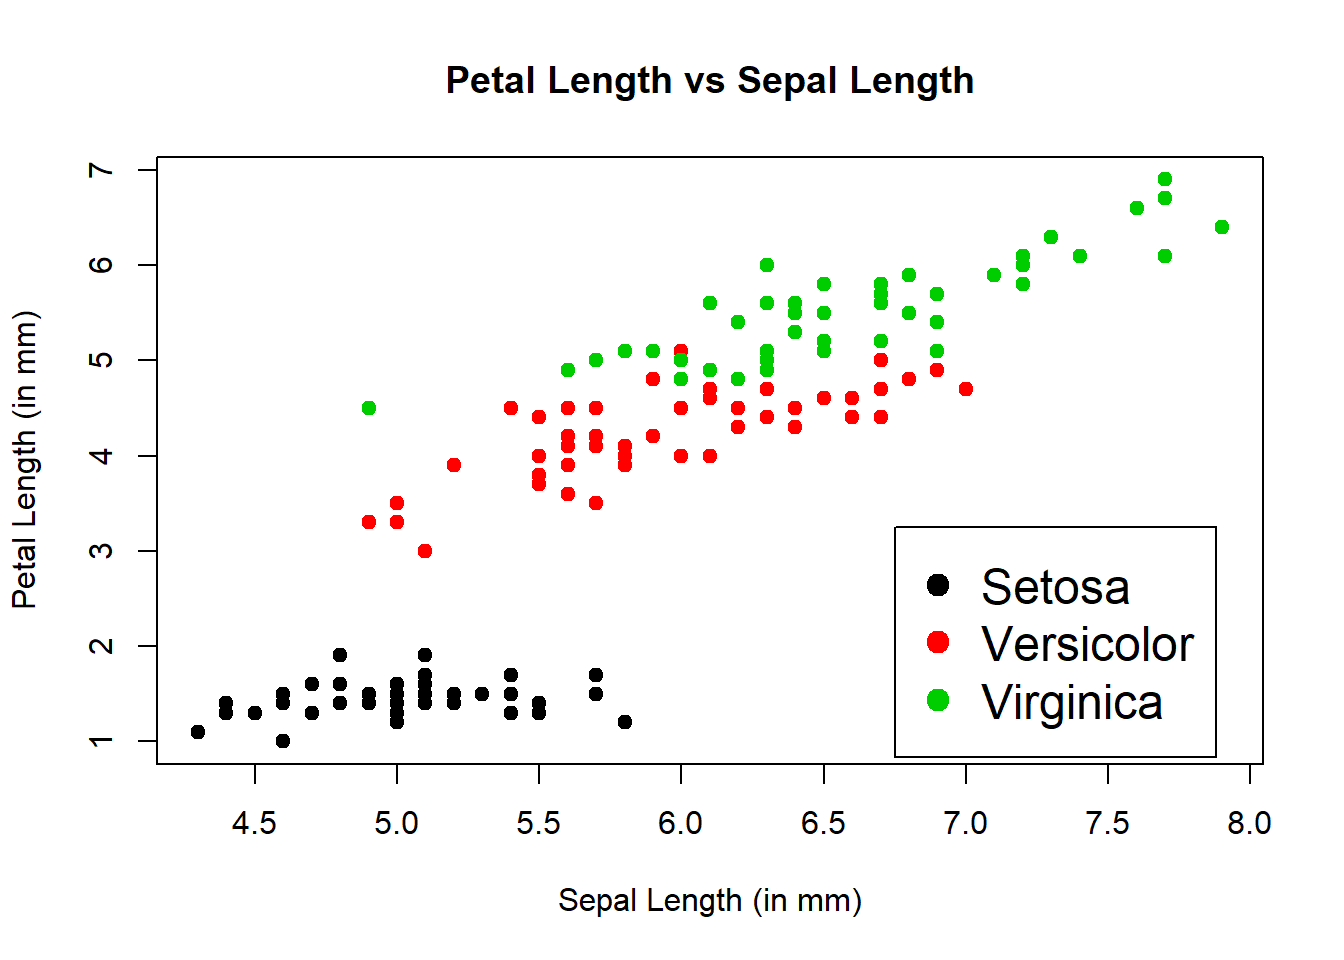 Petal Length vs Sepal Length
7
6
5
4
3
2
1
Petal Length (in mm)
Setosa
Versicolor
Virginica
4.5 5.0 5.5 6.0 6.5 7.0 7.5 8.0
Sepal Length (in mm)